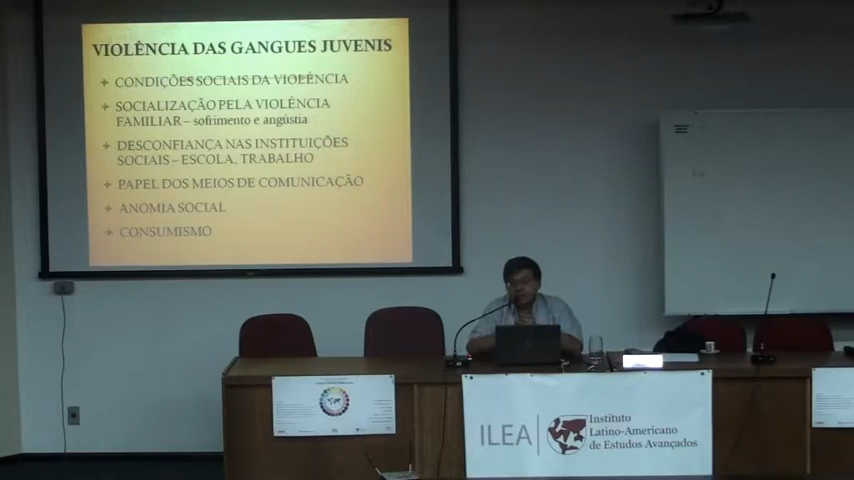 VIOLÊNCIA DAS GANGUES JUVENIS
CONDIÇÕES SOCIAIS DA VIOLÊNCIA
SOCIALIZAÇÃO PELA VIOLÊNCIA
FAMILIAR – sofrimento e angústia
DESCONFIANÇA NAS INSTITUIÇÕES
SOCIAIS – ESCOLA, TRABALHO
PAPEL DOS MEIOS DE COMUNICAÇÃO
ANOMIA SOCIAL
CONSUMISMO
ILEA
Instituto
Latino-Americano
de Estudos Avançados